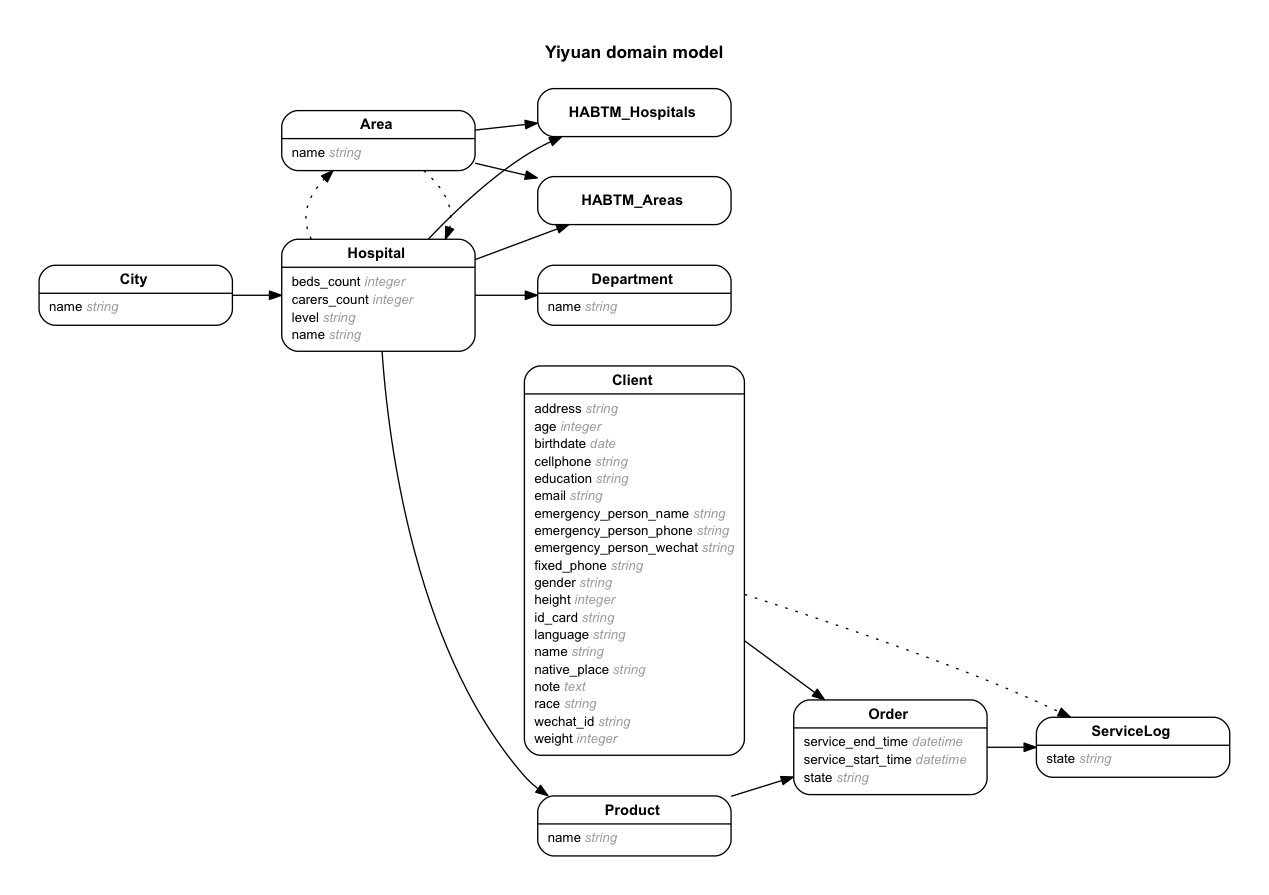 Yiyuan domain model
HABTM_Hospitals
Area
name string
HABTM_Areas
Hospital
beds_count integer
carers_count integer
level string
name string
City
name string
Department
name string
Client
address string
age integer
birthdate date
cellphone string
education string
email string
emergency_person_name string
emergency_person_phone string
emergency_person_wechat string
fixed_phone string
gender string
height integer
id_card string
language string
name string
native_place string
note text
race string
wechat_id string
weight integer
Order
service_end_time datetime
service_start_time datetime
state string
ServiceLog
state string
Product
name string